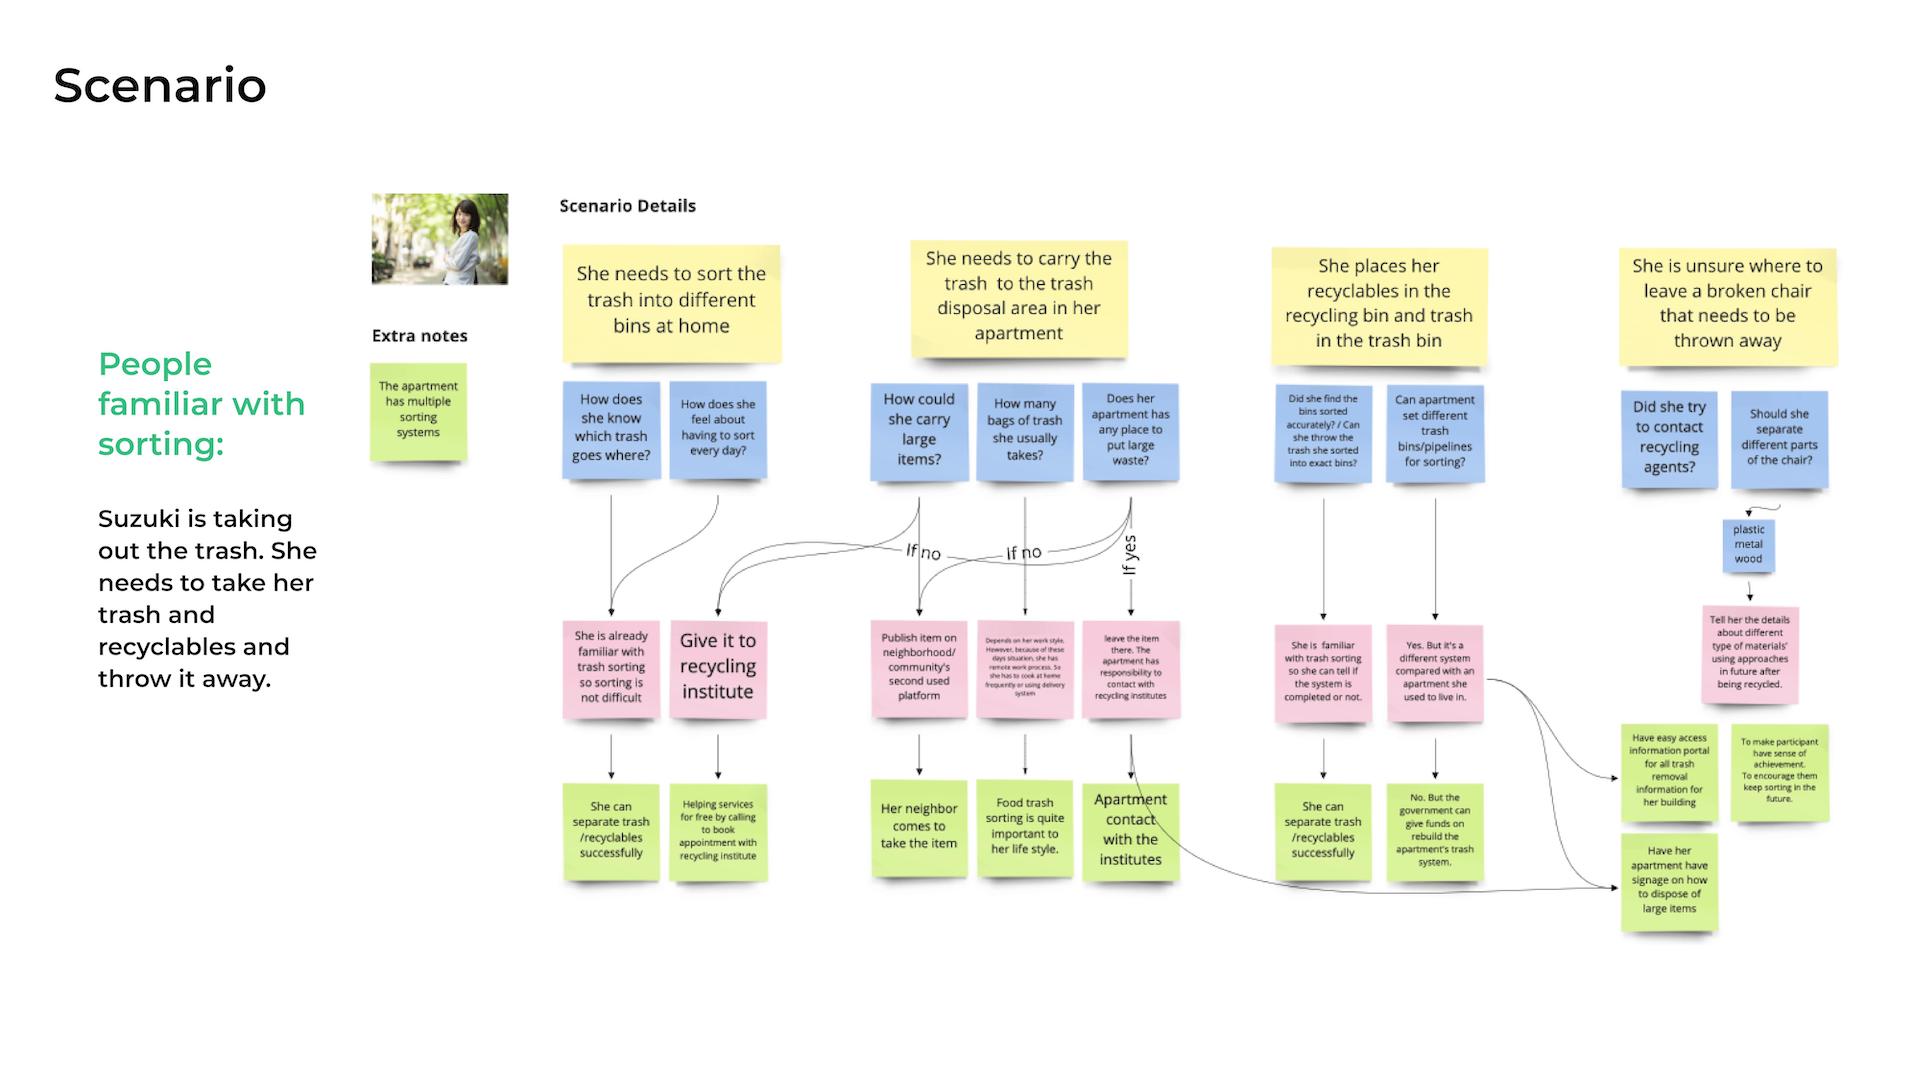 Scenario
People
familiar with
sorting:
Suzuki is taking
out the trash. She
needs to take her
trash and
recyclables and
throw it away.
Extra notes
The apartment
has multiple
sorting
systems
Scenario Details
She needs to sort the
trash into different
bins at home
How does
she know
which trash
goes where?
How does she
feel about
having to sort
every day?
She is already
familiar with
trash sorting
so sorting is
not difficult
Give it to
recycling
institute
She can
separate trash
/recyclables
successfully
Helping services
for free by calling
to book
appointment with
recycling institute
She needs to carry the
trash to the trash
disposal area in her
apartment
How could
she carry
large
items?
How many
bags of trash
she usually
takes?
Does her
apartment has
any place to
put large
waste?
If no
If no
If yes
Publish item on
neighborhood/
community's
second used
platform
Depends on her work style.
However, because of these
days situation, she has
remote work process. So
she has to cook at home
frequently or using delivery
system
leave the item
there. The
apartment has
responsibility to
contact with
recycling institutes
Her neighbor
comes to
take the item
Food trash
sorting is quite
important to
her life style.
Apartment
contact
with the
institutes
She places her
recyclables in the
recycling bin and trash
in the trash bin
Did she find the
bins sorted
accurately? / Can
she throw the
trash she sorted
into exact bins?
Can apartment
set different
trash
bins/pipelines
for sorting?
She is familiar
with trash sorting
so she can tell if
the system is
completed or not.
Yes. But it's a
different system
compared with an
apartment she
used to live in.
She can
separate trash
/recyclables
successfully
No. But the
government can
give funds on
rebuild the
apartment's trash
system.
She is unsure where to
leave a broken chair
that needs to be
thrown away
Did she try
to contact
recycling
agents?
Should she
separate
different parts
of the chair?
plastic
metal
wood
Tell her the details
about different
type of materials'
using approaches
in future after
being recycled.
Have easy access
information portal
for all trash
removal
information for
her building
To make participant
have sense of
achievement.
To encourage them
keep sorting in the
future.
Have her
apartment have
signage on how
to dispose of
large items